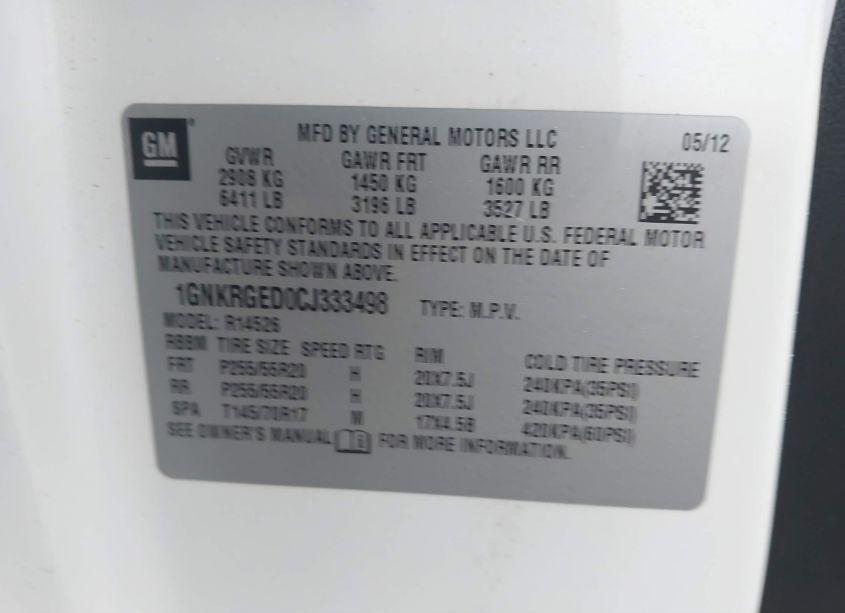 GM ®
MFD BY GENERAL MOTORS LLC 05/12
GVWR GAWR FRT GAWR RR
2908 KG 1450 KG 1600 KG
6411 LB 3196 LB 3527 LB
THIS VEHICLE CONFORMS TO ALL APPLICABLE U.S. FEDERAL MOTOR
VEHICLE SAFETY STANDARDS IN EFFECT ON THE DATE OF
MANUFACTURE SHOWN ABOVE.
1GNKRGED0CJ333498 TYPE: M.P.V.
MODEL: R14526
TIRE SIZE SPEED RTG RIM COLD TIRE PRESSURE
FRT P255/55R20 H 20X7.5J 240KPA(35PSI)
RR P255/55R20 H 20X7.5J 240KPA(35PSI)
SPA T145/70R17 M 17X4.5B 420KPA(60PSI)
SEE OWNER'S MANUAL FOR MORE INFORMATION.